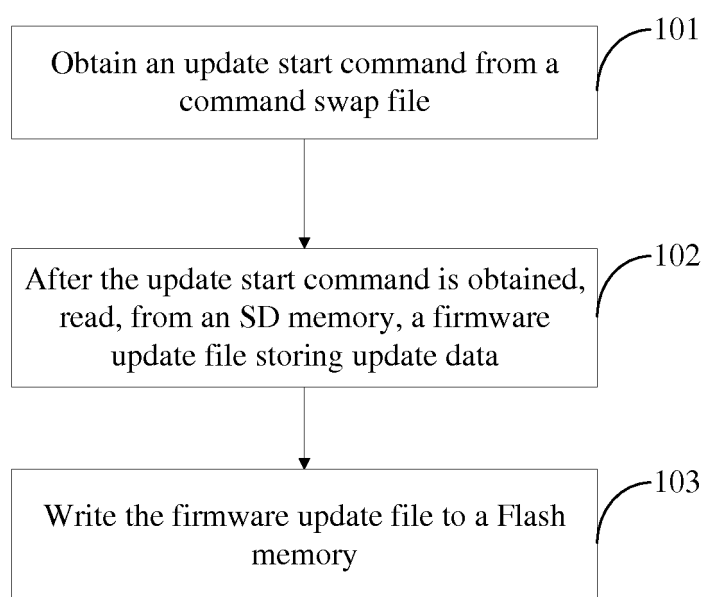 101
Obtain an update start command from a
command swap file
102
After the update start command is obtained,
read, from an SD memory, a firmware
update file storing update data
103
Write the firmware update file to a Flash
memory